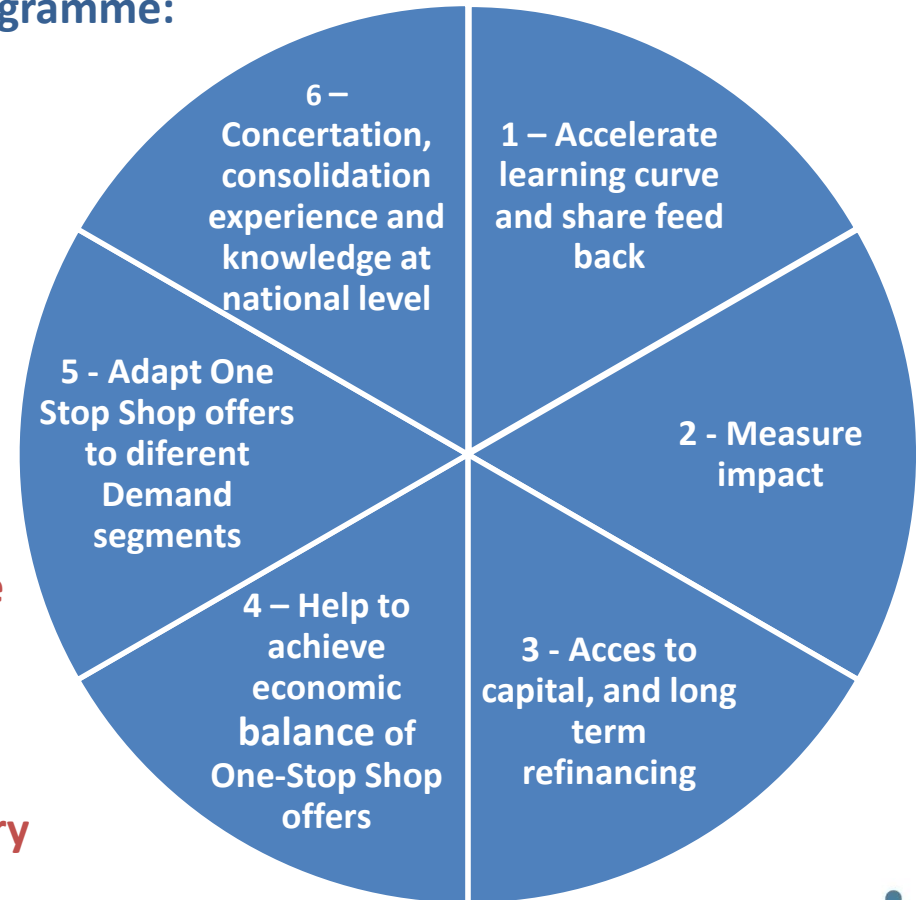 gramme:
6 –
Concertation,
consolidation
experience and
knowledge at
national level
1 – Accelerate
learning curve
and share feed
back
2 - Measure
impact
3 - Acces to
capital, and long
term
refinancing
4 – Help to
achieve
economic
balance of
One-Stop Shop
offers
5 - Adapt One
Stop Shop offers
to diferent
Demand
segments
e
ry